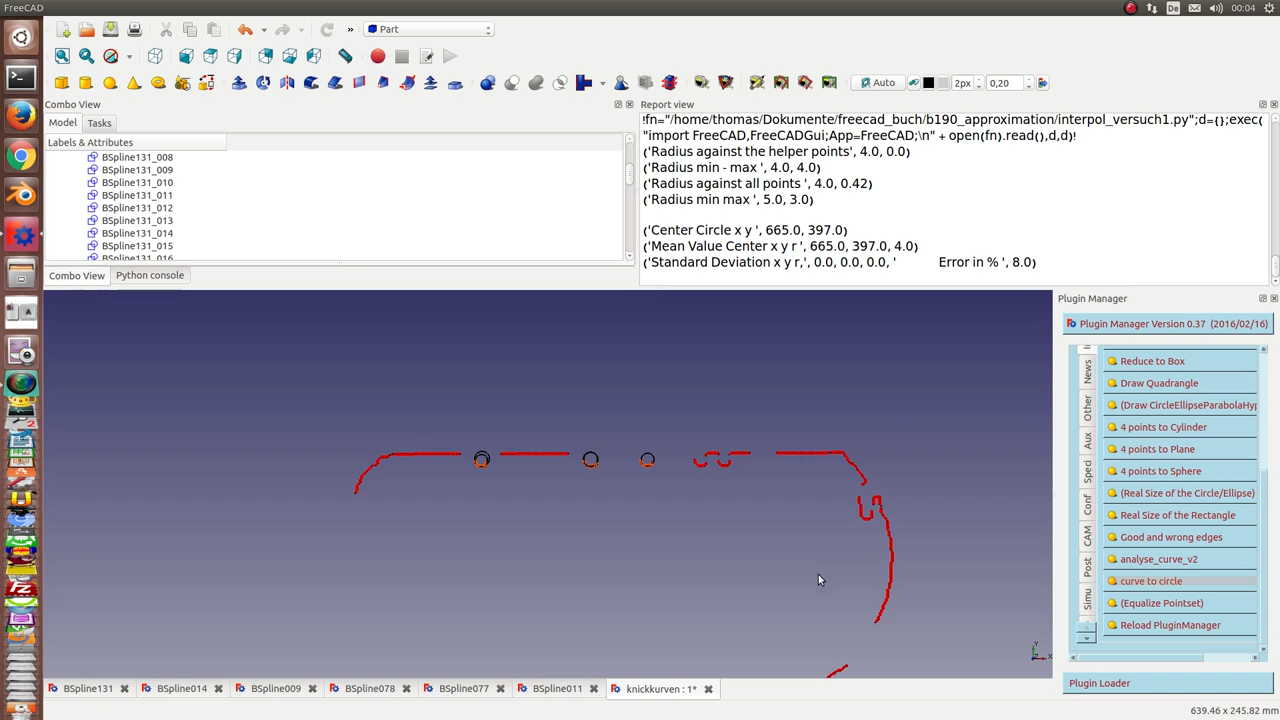 FreeCAD
De
00:04
Part
Auto
2px
0,20
Combo View
Model
Tasks
Labels & Attributes
BSpline131_008
BSpline131_009
BSpline131_010
BSpline131_011
BSpline131_012
BSpline131_013
BSpline131_014
BSpline131_015
BSpline131_016
Combo View
Python console
Report view
!fn="/home/thomas/Dokumente/freecad_buch/b190_approximation/interpol_versuch1.py";d={};exec(
"import FreeCAD,FreeCADGui;App=FreeCAD;\n" + open(fn).read(),d,d)!
('Radius against the helper points', 4.0, 0.0)
('Radius min - max ', 4.0, 4.0)
('Radius against all points ', 4.0, 0.42)
('Radius min max ', 5.0, 3.0)
('Center Circle x y ', 665.0, 397.0)
('Mean Value Center x y r ', 665.0, 397.0, 4.0)
('Standard Deviation x y r,', 0.0, 0.0, 0.0, ' Error in % ', 8.0)
Plugin Manager
Plugin Manager Version 0.37 (2016/02/16)
News
Other
Aux
Speci
Conf
CAM
Post
Simu
Reduce to Box
Draw Quadrangle
(Draw CircleEllipseParabolaHyp
4 points to Cylinder
4 points to Plane
4 points to Sphere
(Real Size of the Circle/Ellipse)
Real Size of the Rectangle
Good and wrong edges
analyse_curve_v2
curve to circle
(Equalize Pointset)
Reload PluginManager
Plugin Loader
BSpline131
BSpline014
BSpline009
BSpline078
BSpline077
BSpline011
knickkurven : 1*
639.46 x 245.82 mm